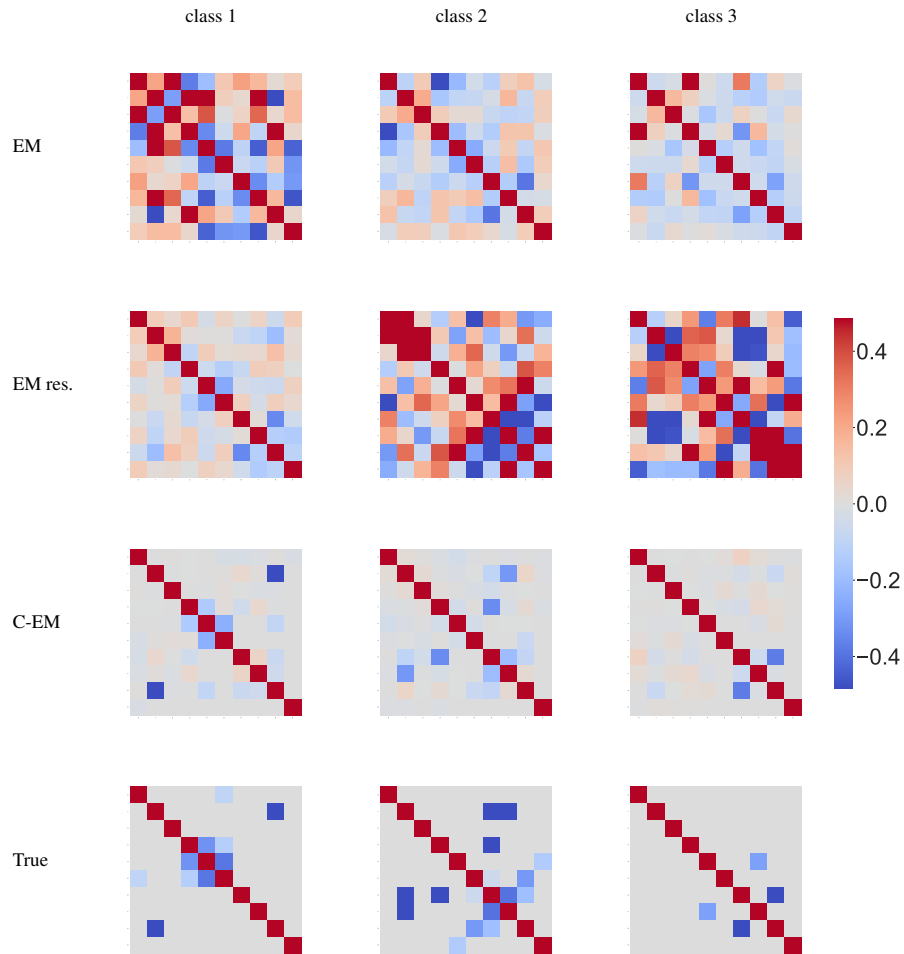 class 1 class 2 class 3
EM
EM res.
0.4
0.2
0.0
−0.2
C-EM
−0.4
True